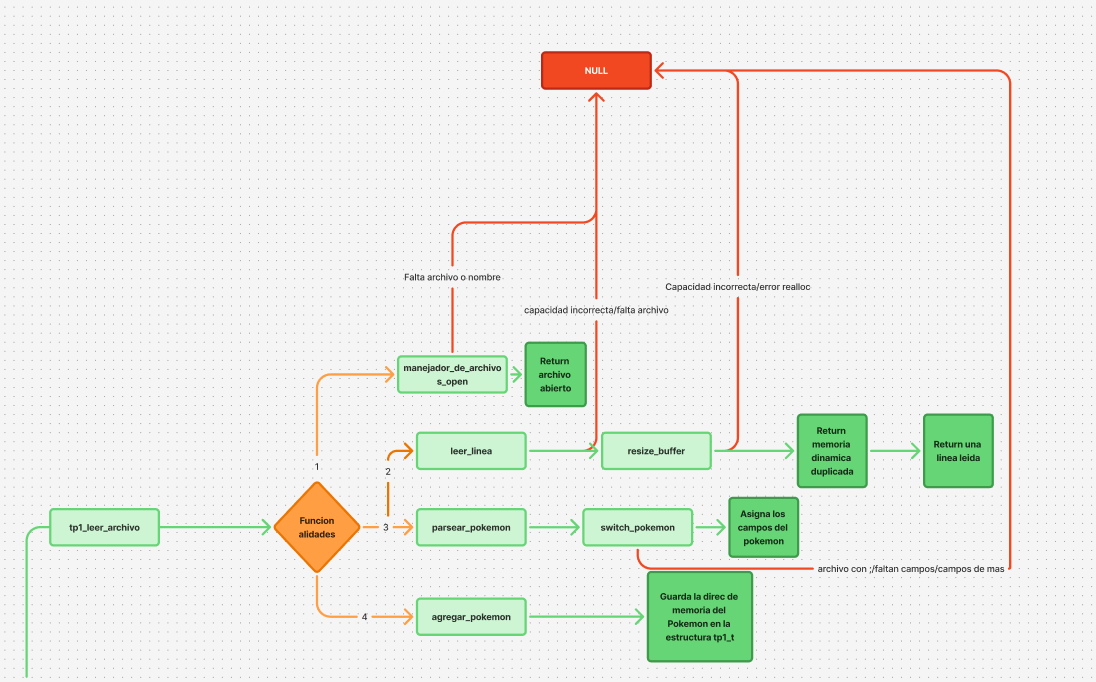 NULL
Falta archivo o nombre
Capacidad incorrecta/error realloc
capacidad incorrecta/falta archivo
manejador_de_archivo
s_open
Return
archivo
abierto
1
2
leer_linea
resize_buffer
Return
memoria
dinamica
duplicada
Return una
linea leida
tp1_leer_archivo
Funcion
alidades
3
parsear_pokemon
switch_pokemon
Asigna los
campos del
pokemon
archivo con ;/faltan campos/campos de mas
4
agregar_pokemon
Guarda la direc de
memoria del
Pokemon en la
estructura tp1_t